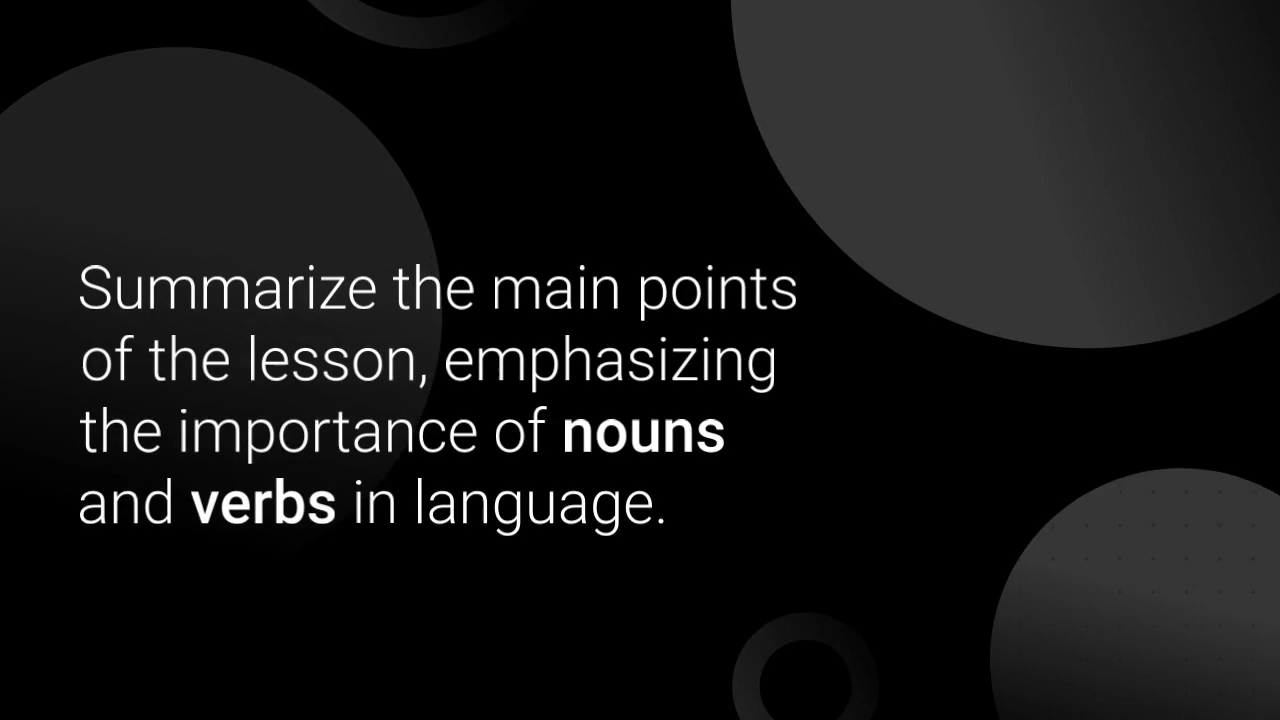 Summarize the main points
of the lesson, emphasizing
the importance of nouns
and verbs in language.